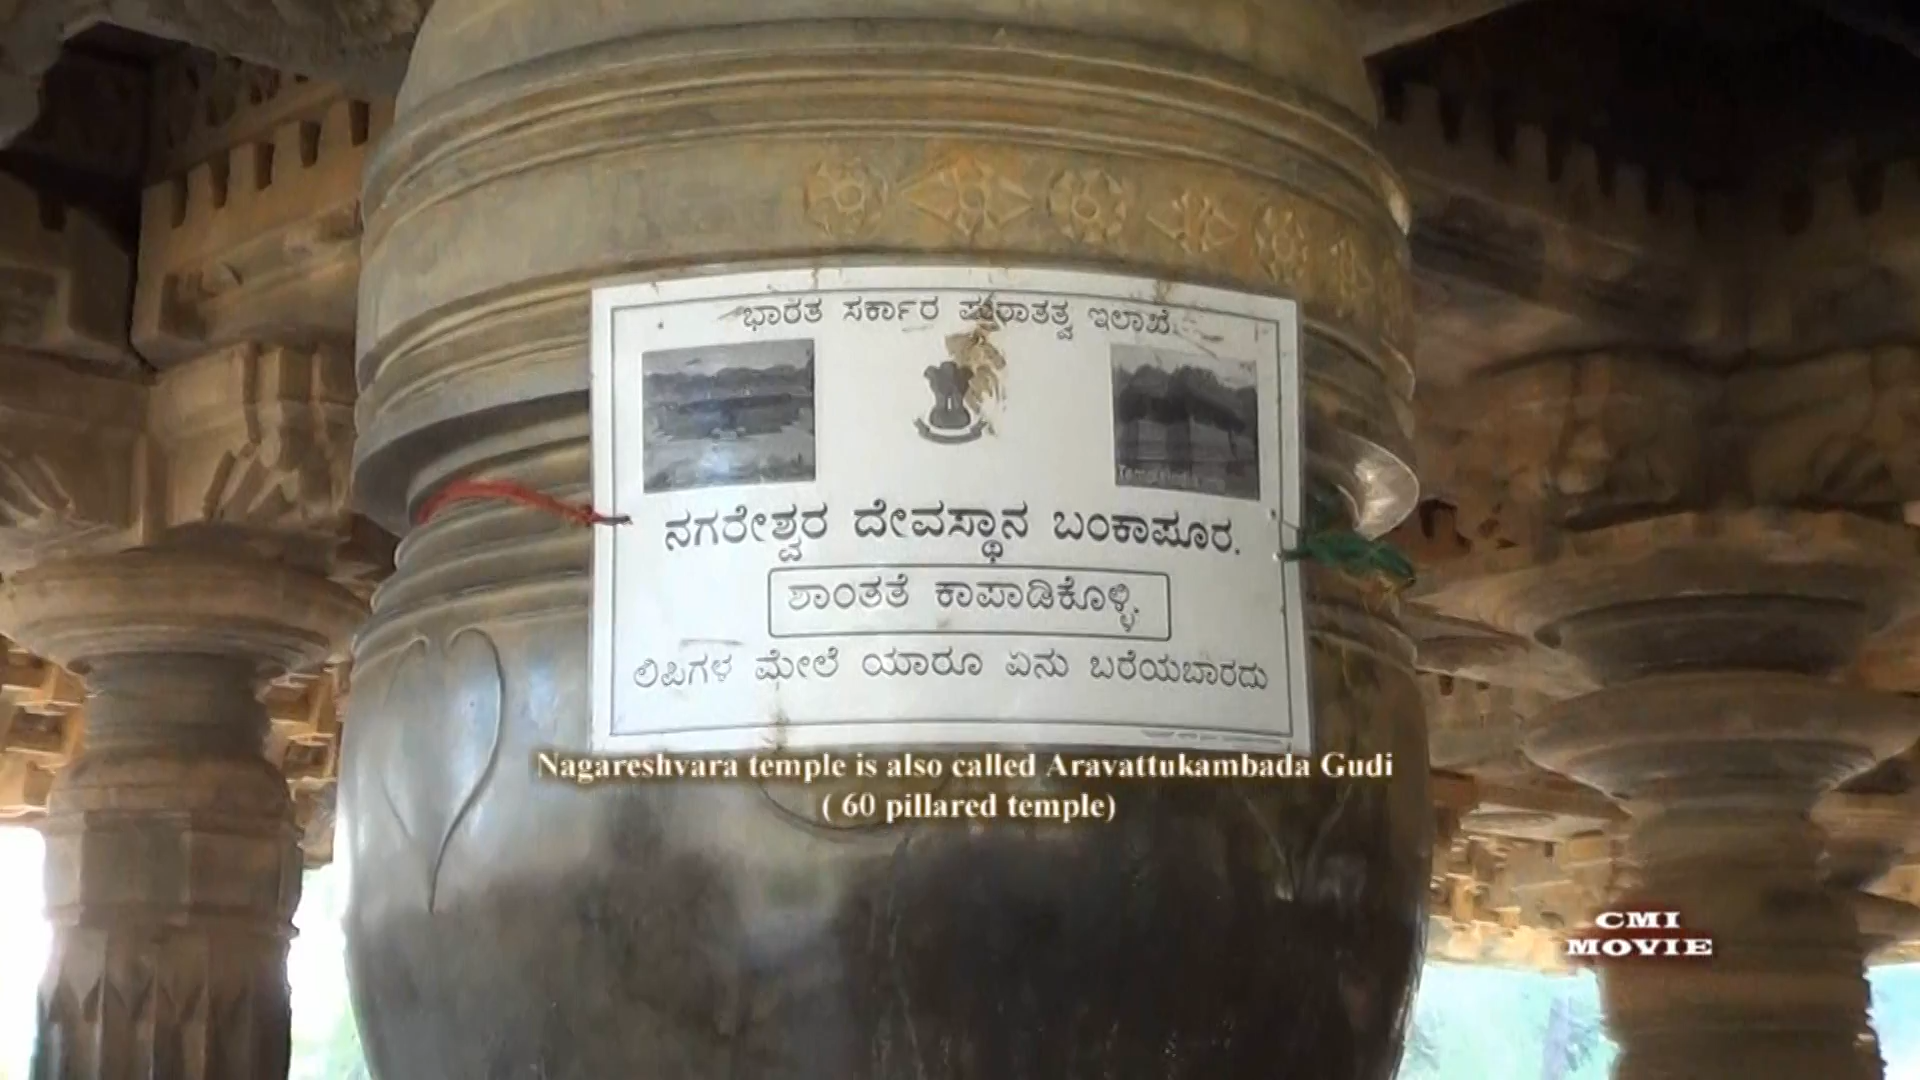 ಭಾರತ ಸರ್ಕಾರ ಪುರಾತತ್ವ ಇಲಾಖೆ
ನಗರೇಶ್ವರ ದೇವಸ್ಥಾನ ಬಂಕಾಪೂರ.
ಶಾಂತತೆ ಕಾಪಾಡಿಕೊಳ್ಳಿ
ಲಿಪಿಗಳ ಮೇಲೆ ಯಾರೂ ಏನು ಬರೆಯಬಾರದು
Nagareshvara temple is also called Aravattukambada Gudi
( 60 pillared temple)
CMI
MOVIE